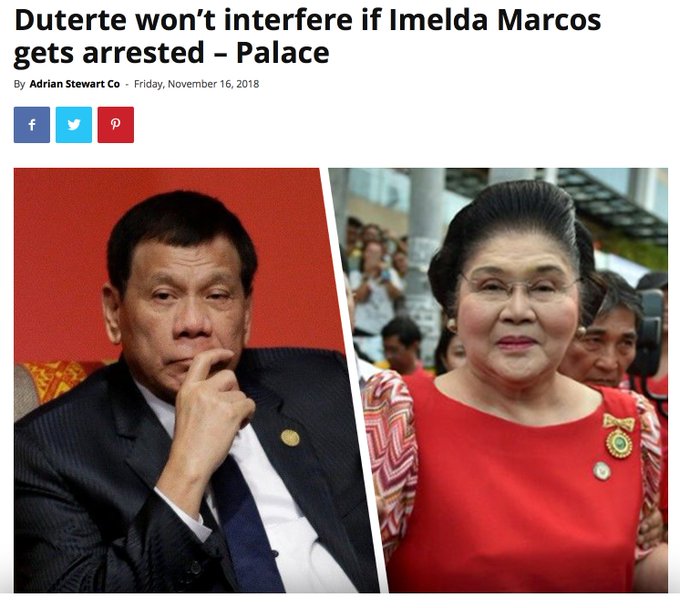 Duterte won’t interfere if Imelda Marcos
gets arrested – Palace
By Adrian Stewart Co - Friday, November 16, 2018